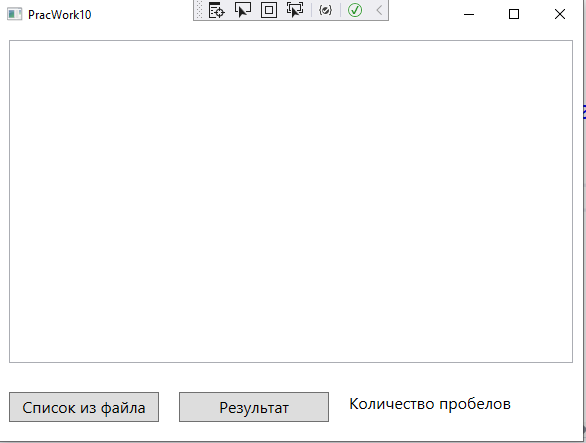 PracWork10
Список из файла
Результат
Количество пробелов